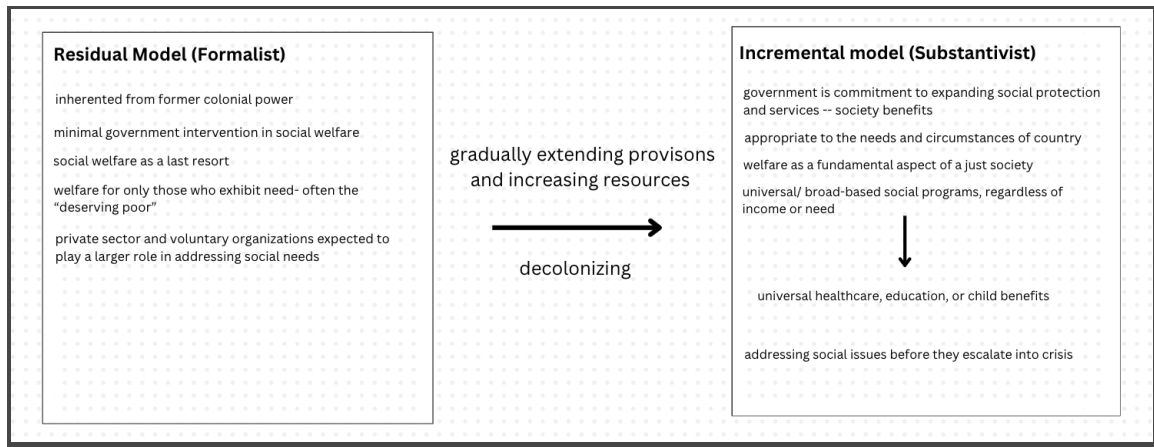 Residual Model (Formalist)
inherented from former colonial power
minimal government intervention in social welfare
social welfare as a last resort
welfare for only those who exhibit need- often the
“deserving poor”
private sector and voluntary organizations expected to
play a larger role in addressing social needs
gradually extending provisons
and increasing resources
decolonizing
Incremental model (Substantivist)
government is commitment to expanding social protection
and services -- society benefits
appropriate to the needs and circumstances of country
welfare as a fundamental aspect of a just society
universal/ broad-based social programs, regardless of
income or need
universal healthcare, education, or child benefits
addressing social issues before they escalate into crisis